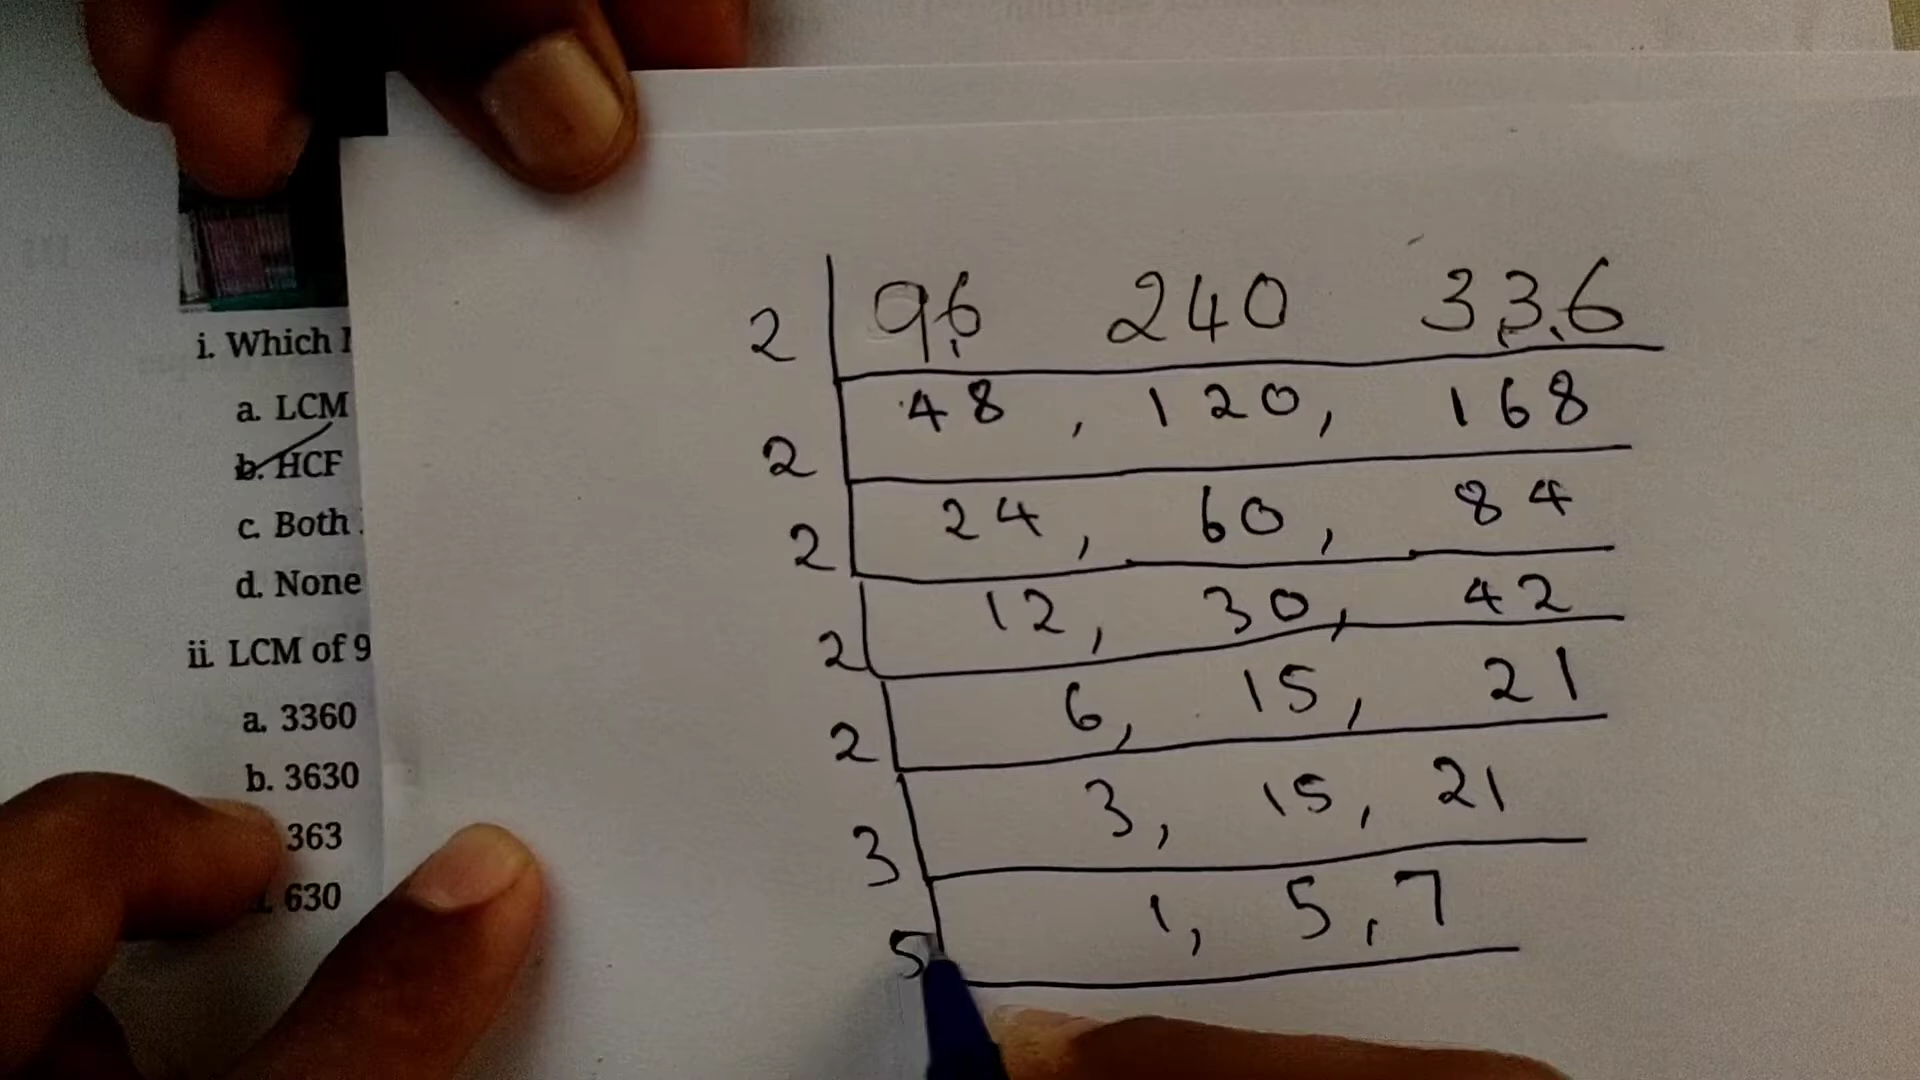 i. Which
a. LCM
b. HCF
c. Both
d. None
ii. LCM of 9
a. 3360
b. 3630
363
630
2 96 240 336
2 48, 120, 168
2 24, 60, 84
2 12, 30, 42
2 6, 15, 21
3 3, 15, 21
5 1, 5, 7